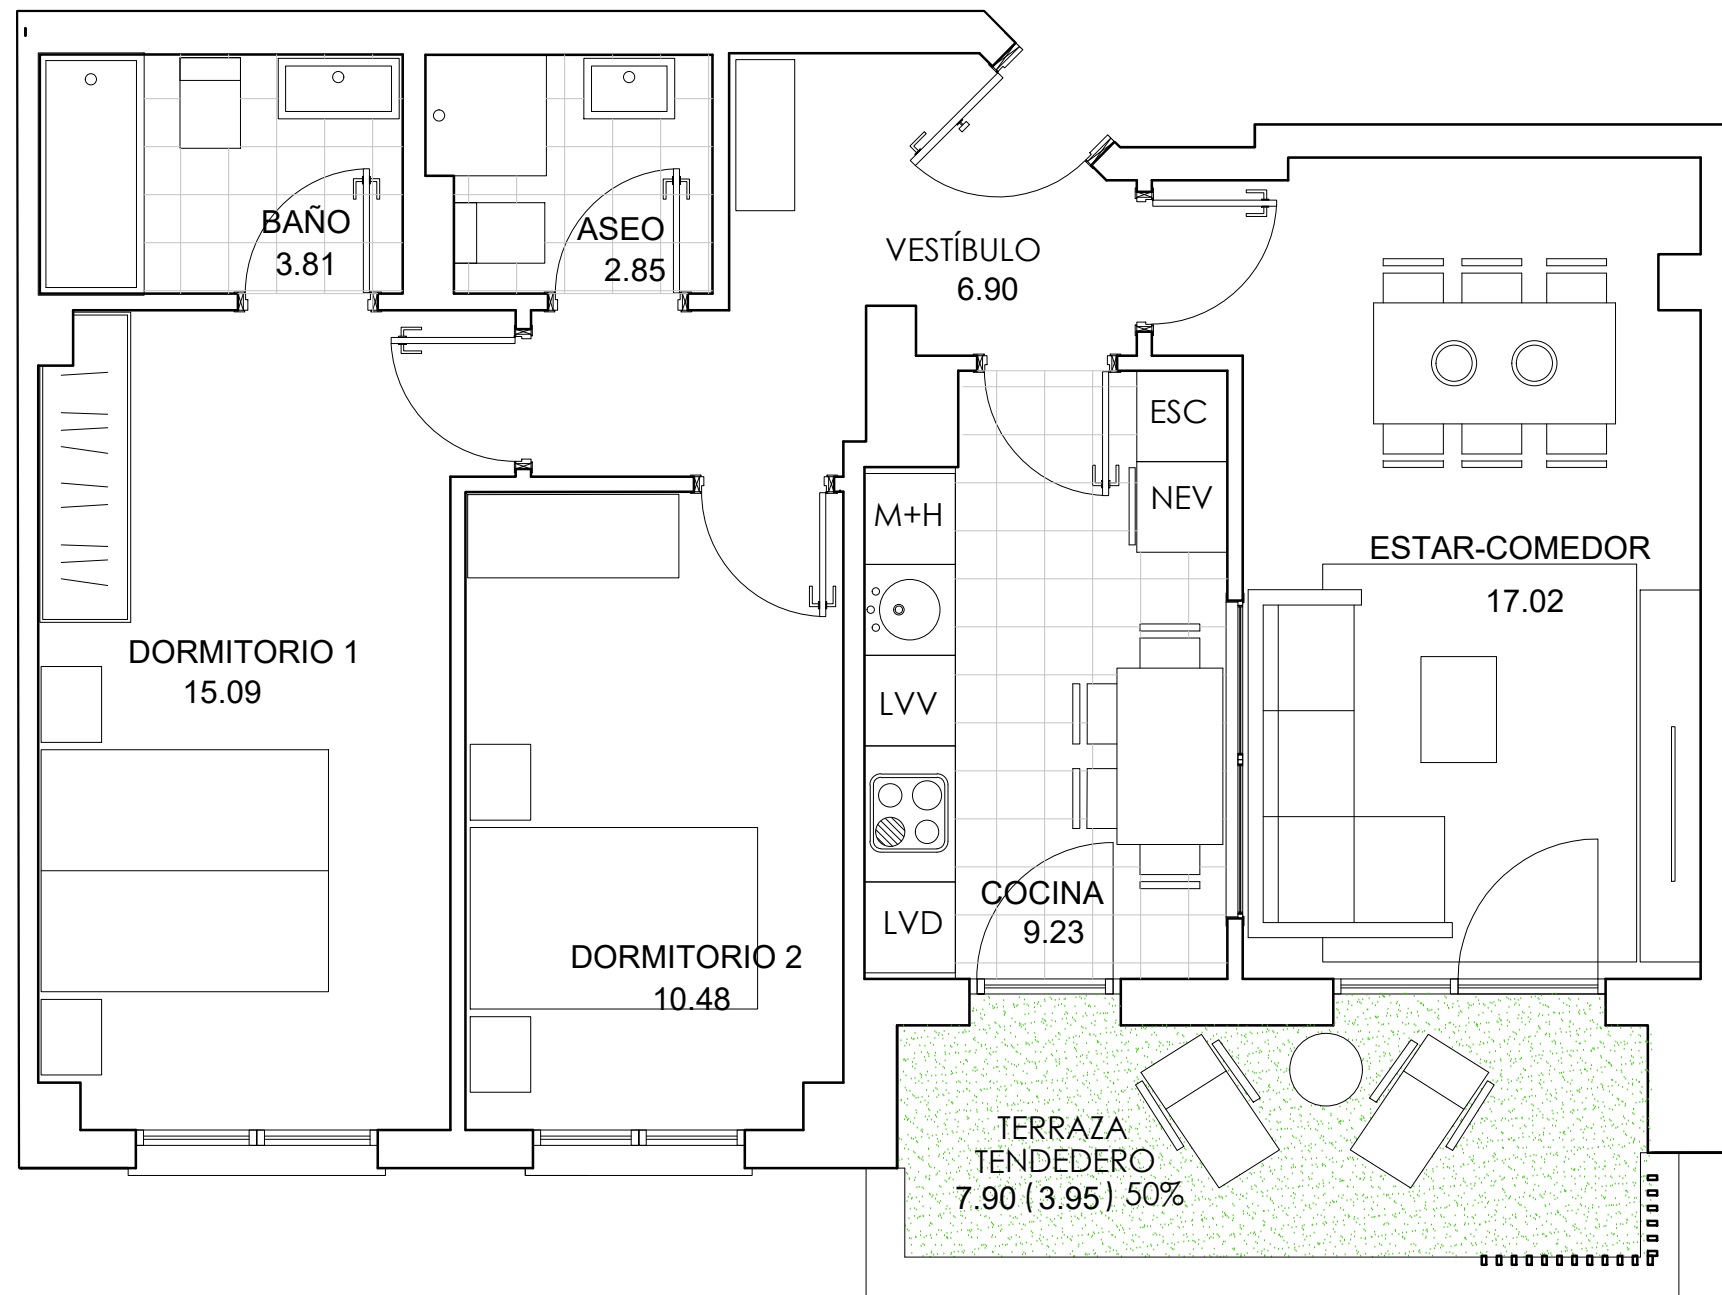 BAÑO
3.81
ASEO
2.85
VESTÍBULO
6.90
ESC
NEV
M+H
LVV
LVD
ESTAR-COMEDOR
17.02
DORMITORIO 1
15.09
COCINA
9.23
DORMITORIO 2
10.48
TERRAZA
TENDEDERO
7.90 (3.95) 50%